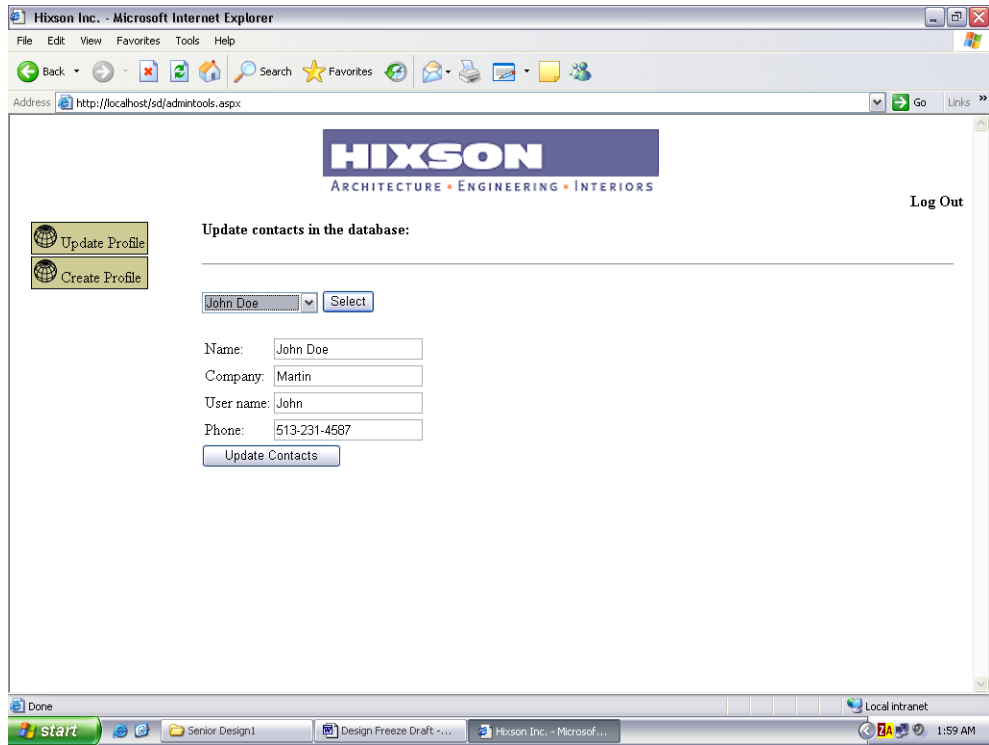 Hixson Inc. - Microsoft Internet Explorer
File Edit View Favorites Tools Help
Back Search Favorites
Address http://localhost/sd/admintools.aspx Go Links »
HIXSON
ARCHITECTURE • ENGINEERING • INTERIORS
Log Out
Update Profile
Create Profile
Update contacts in the database:
John Doe Select
Name: John Doe
Company: Martin
User name: John
Phone: 513-231-4587
Update Contacts
Done Local intranet
start Senior Design1 Design Freeze Draft -... Hixson Inc. - Microsof... ZA 1:59 AM